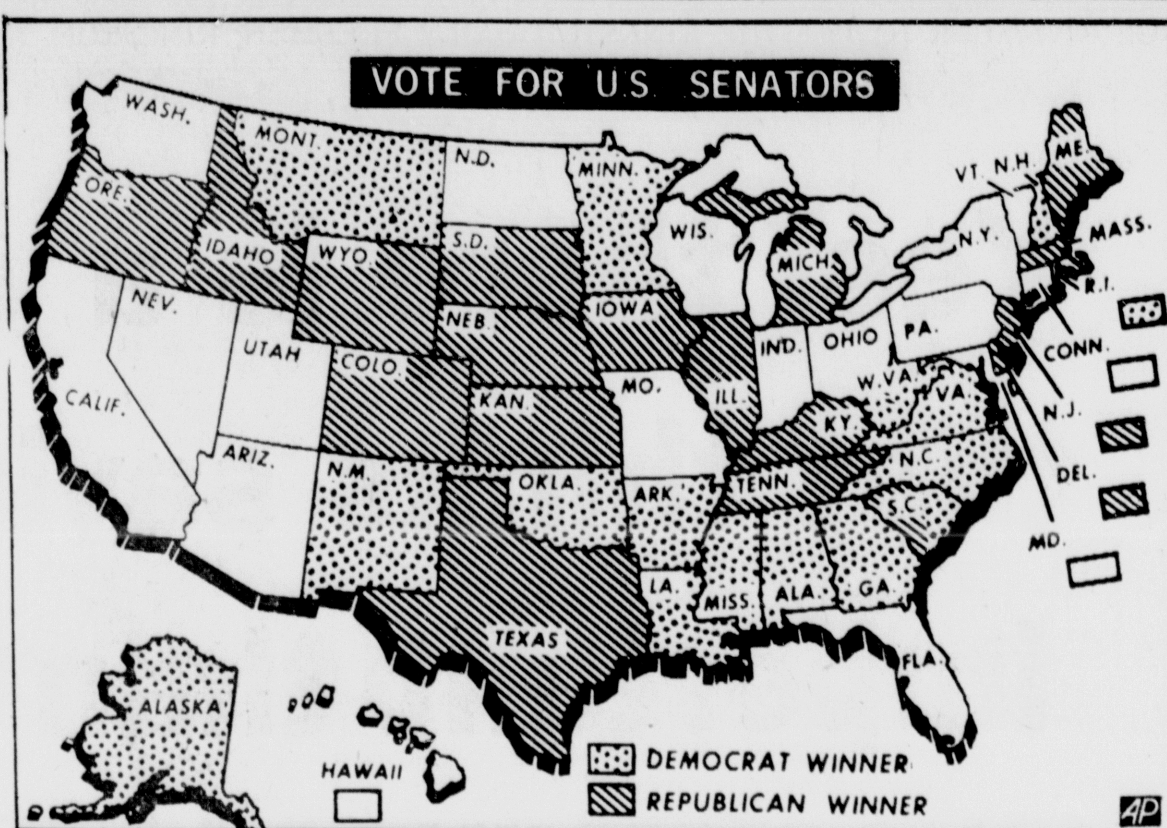 VOTE FOR U.S. SENATORS
WASH.
MONT.
N.D.
MINN.
VT. N.H.
ME.
ORE.
IDAHO
WYO.
S.D.
WIS.
MICH
N.Y.
MASS.
R.I.
NEV.
NEB.
IOWA
UTAH
COLO.
IND.
OHIO
PA.
CONN.
CALIF.
KAN.
MO.
ILL.
W.VA.
VA.
KY.
N.J.
ARIZ.
N.M.
OKLA.
ARK.
TENN.
N.C.
DEL.
S.C.
MD.
LA.
MISS.
ALA.
GA.
TEXAS
FLA.
ALASKA
HAWAII
DEMOCRAT WINNER
REPUBLICAN WINNER
AP